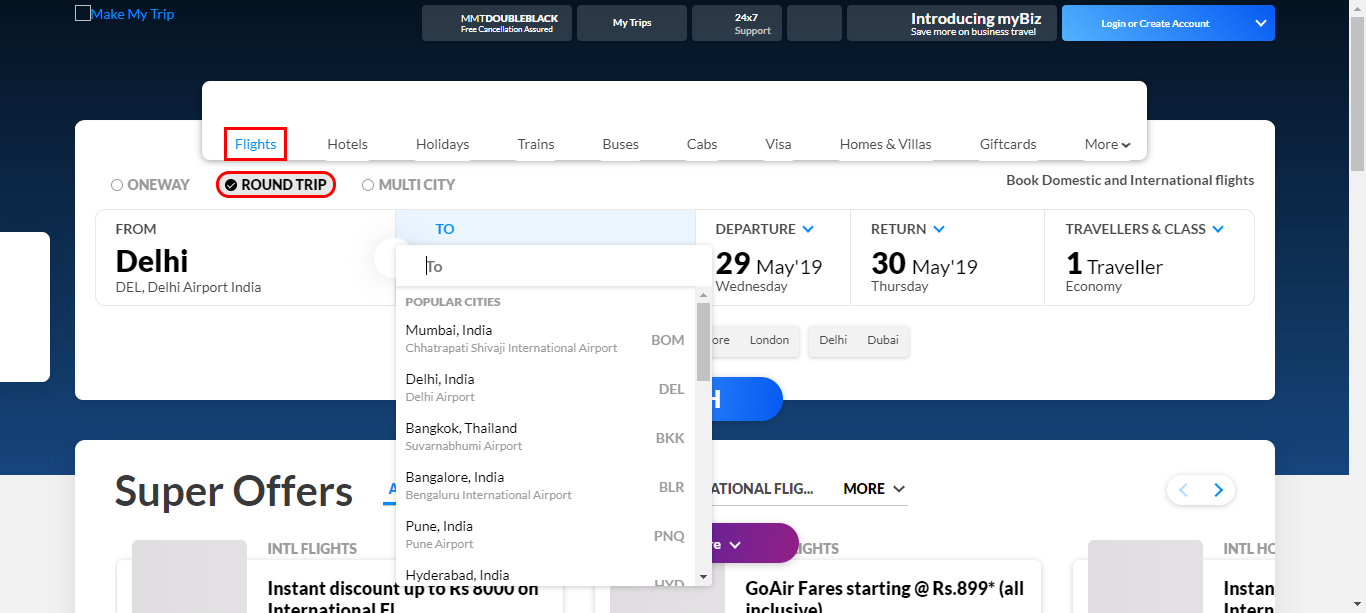 Make My Trip
MMTDOUBLEBLACK
Free Cancellation Assured
My Trips
24x7
Support
Introducing myBiz
Save more on business travel
Login or Create Account
Flights
Hotels
Holidays
Trains
Buses
Cabs
Visa
Homes & Villas
Giftcards
More
ONEWAY
ROUND TRIP
MULTI CITY
Book Domestic and International flights
FROM
Delhi
DEL, Delhi Airport India
TO
To
DEPARTURE
29 May'19
Wednesday
RETURN
30 May'19
Thursday
TRAVELLERS & CLASS
1 Traveller
Economy
POPULAR CITIES
Mumbai, India
Chhatrapati Shivaji International Airport
BOM
Delhi, India
Delhi Airport
DEL
Bangkok, Thailand
Suvarnabhumi Airport
BKK
Bangalore, India
Bengaluru International Airport
BLR
Pune, India
Pune Airport
PNQ
Hyderabad, India
HYD
ore
London
Delhi
Dubai
H
Super Offers
A
ATIONAL FLIG...
MORE
re
INTL FLIGHTS
Instant discount up to Rs 8000 on
International Fl
IGHTS
GoAir Fares starting @ Rs.899* (all
inclusive)
INTL HO
Instan
Intern